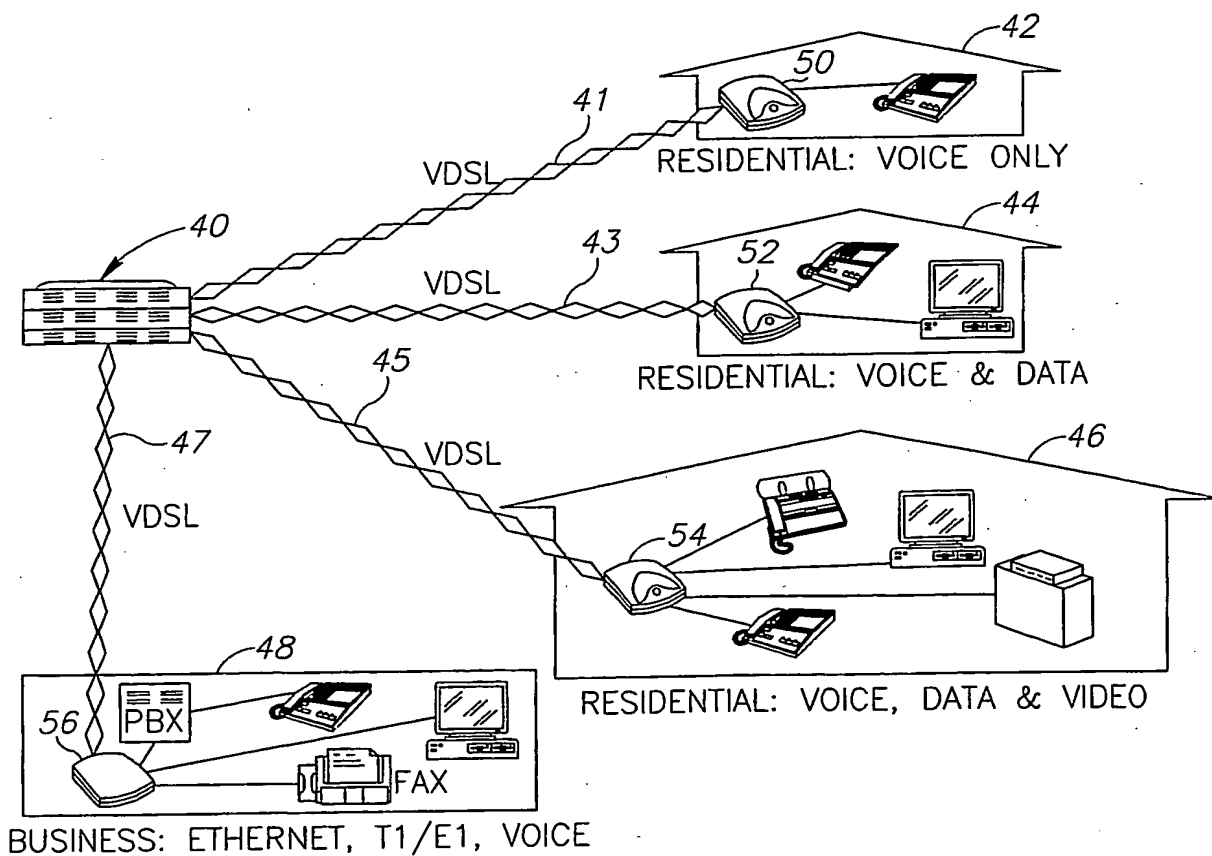 42
50
41
VDSL
RESIDENTIAL: VOICE ONLY
44
40
43
52
VDSL
RESIDENTIAL: VOICE & DATA
45
47
VDSL
46
VDSL
54
48
PBX
56
FAX
RESIDENTIAL: VOICE, DATA & VIDEO
BUSINESS: ETHERNET, T1/E1, VOICE